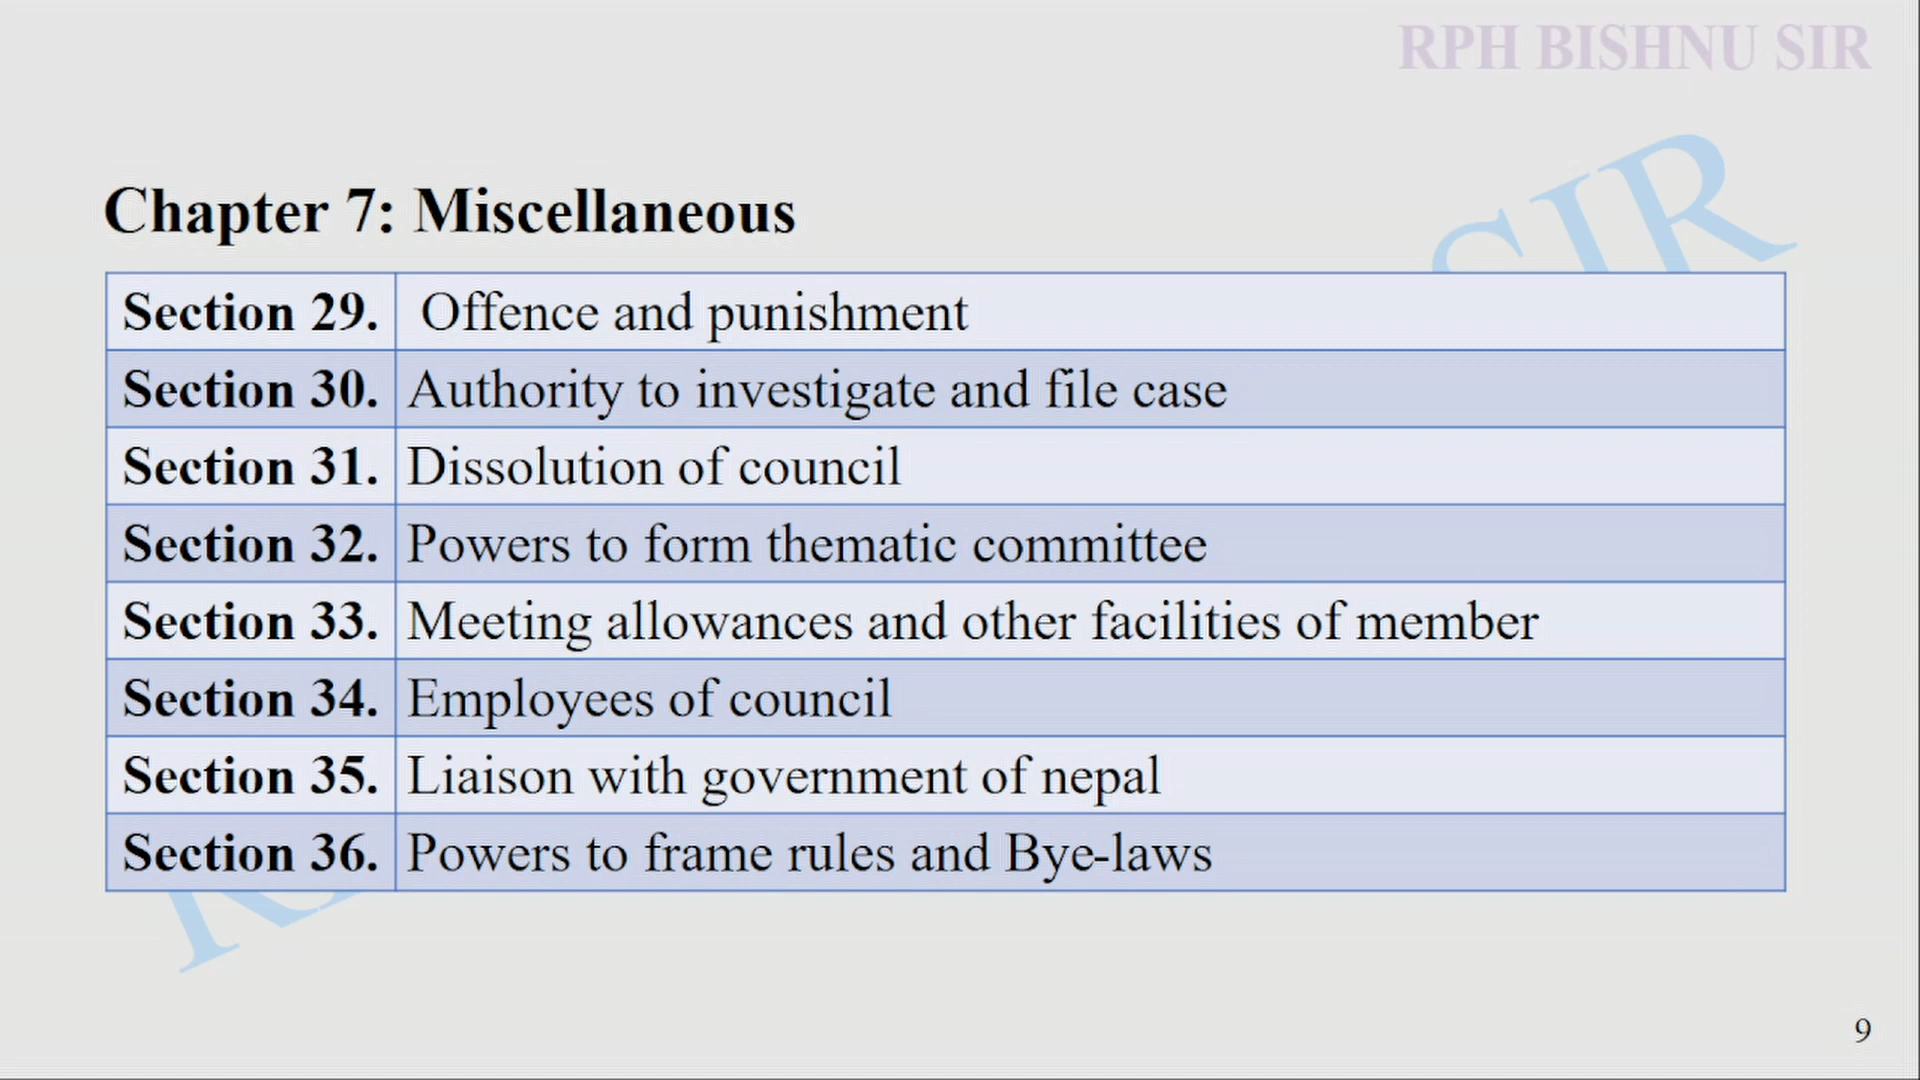 RPH BISHNU SIR
SIR
Chapter 7: Miscellaneous
Section 29. Offence and punishment
Section 30. Authority to investigate and file case
Section 31. Dissolution of council
Section 32. Powers to form thematic committee
Section 33. Meeting allowances and other facilities of member
Section 34. Employees of council
Section 35. Liaison with government of nepal
Section 36. Powers to frame rules and Bye-laws
9